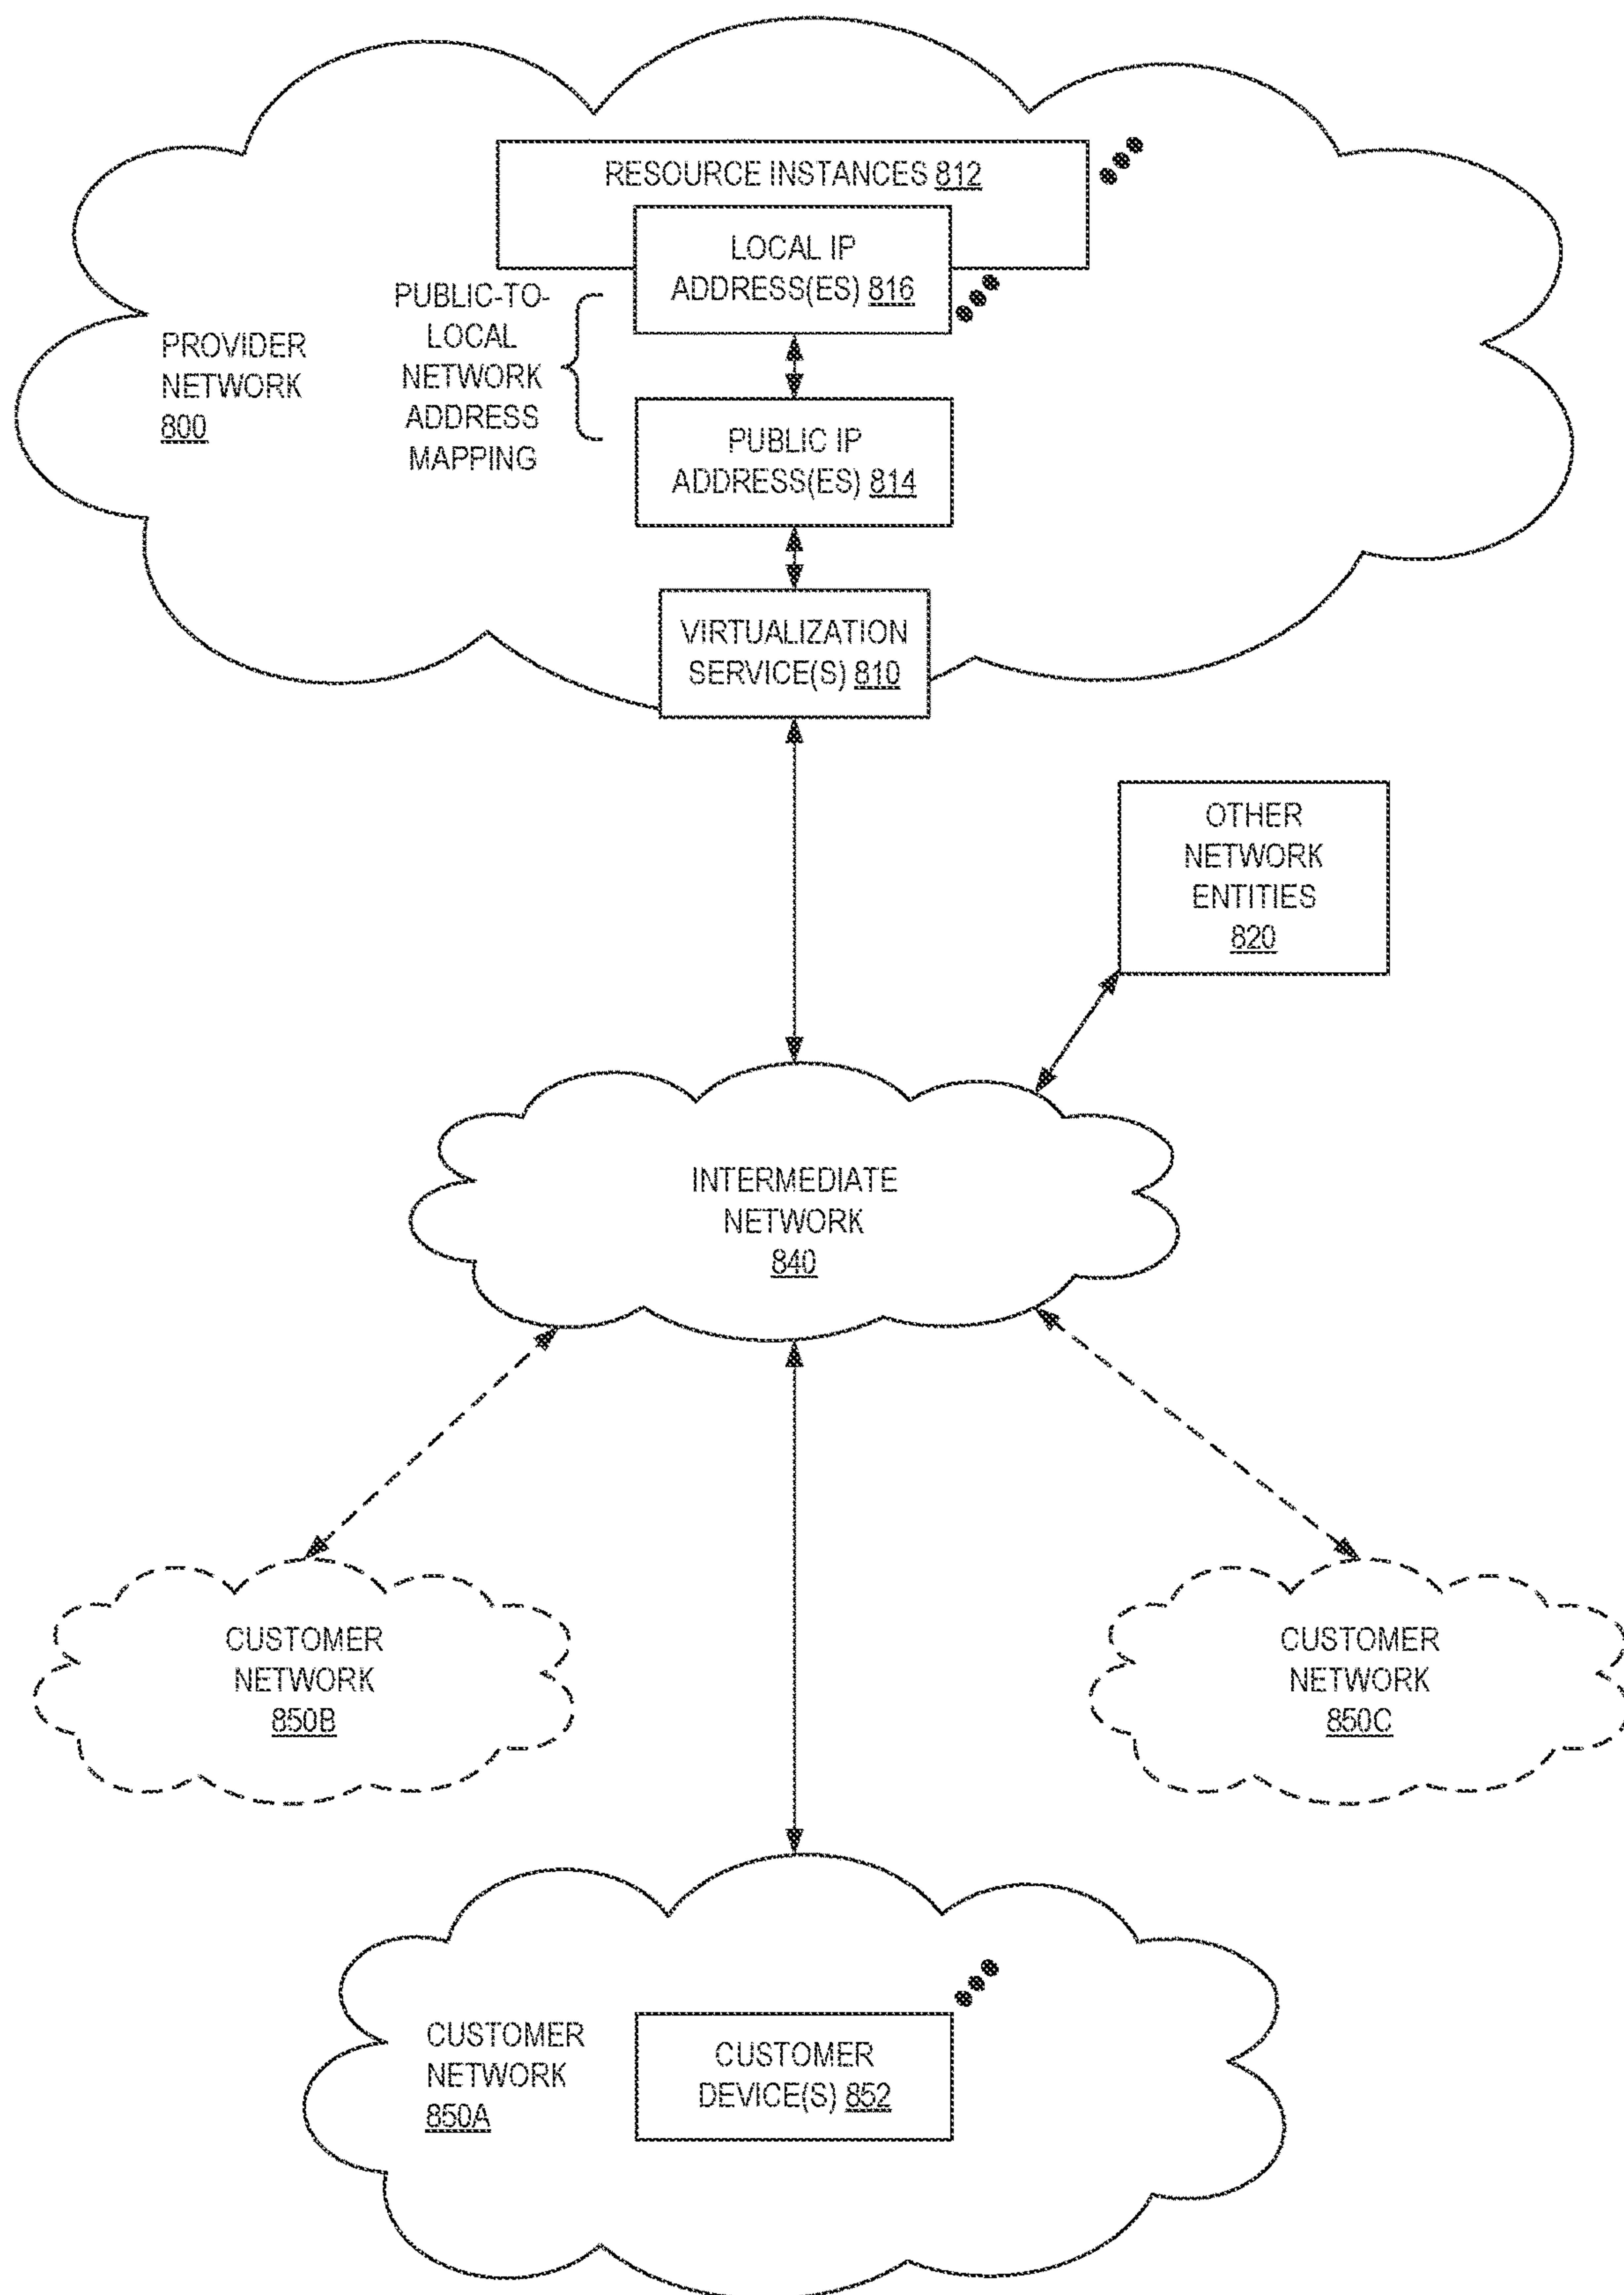 RESOURCE INSTANCES 812
LOCAL IP
ADDRESS(ES) 816
PUBLIC-TO-
LOCAL
NETWORK
ADDRESS
MAPPING
PROVIDER
NETWORK
800
PUBLIC IP
ADDRESS(ES) 814
VIRTUALIZATION
SERVICE(S) 810
OTHER
NETWORK
ENTITIES
820
INTERMEDIATE
NETWORK
840
CUSTOMER
NETWORK
850B
CUSTOMER
NETWORK
850C
CUSTOMER
NETWORK
850A
CUSTOMER
DEVICE(S) 852